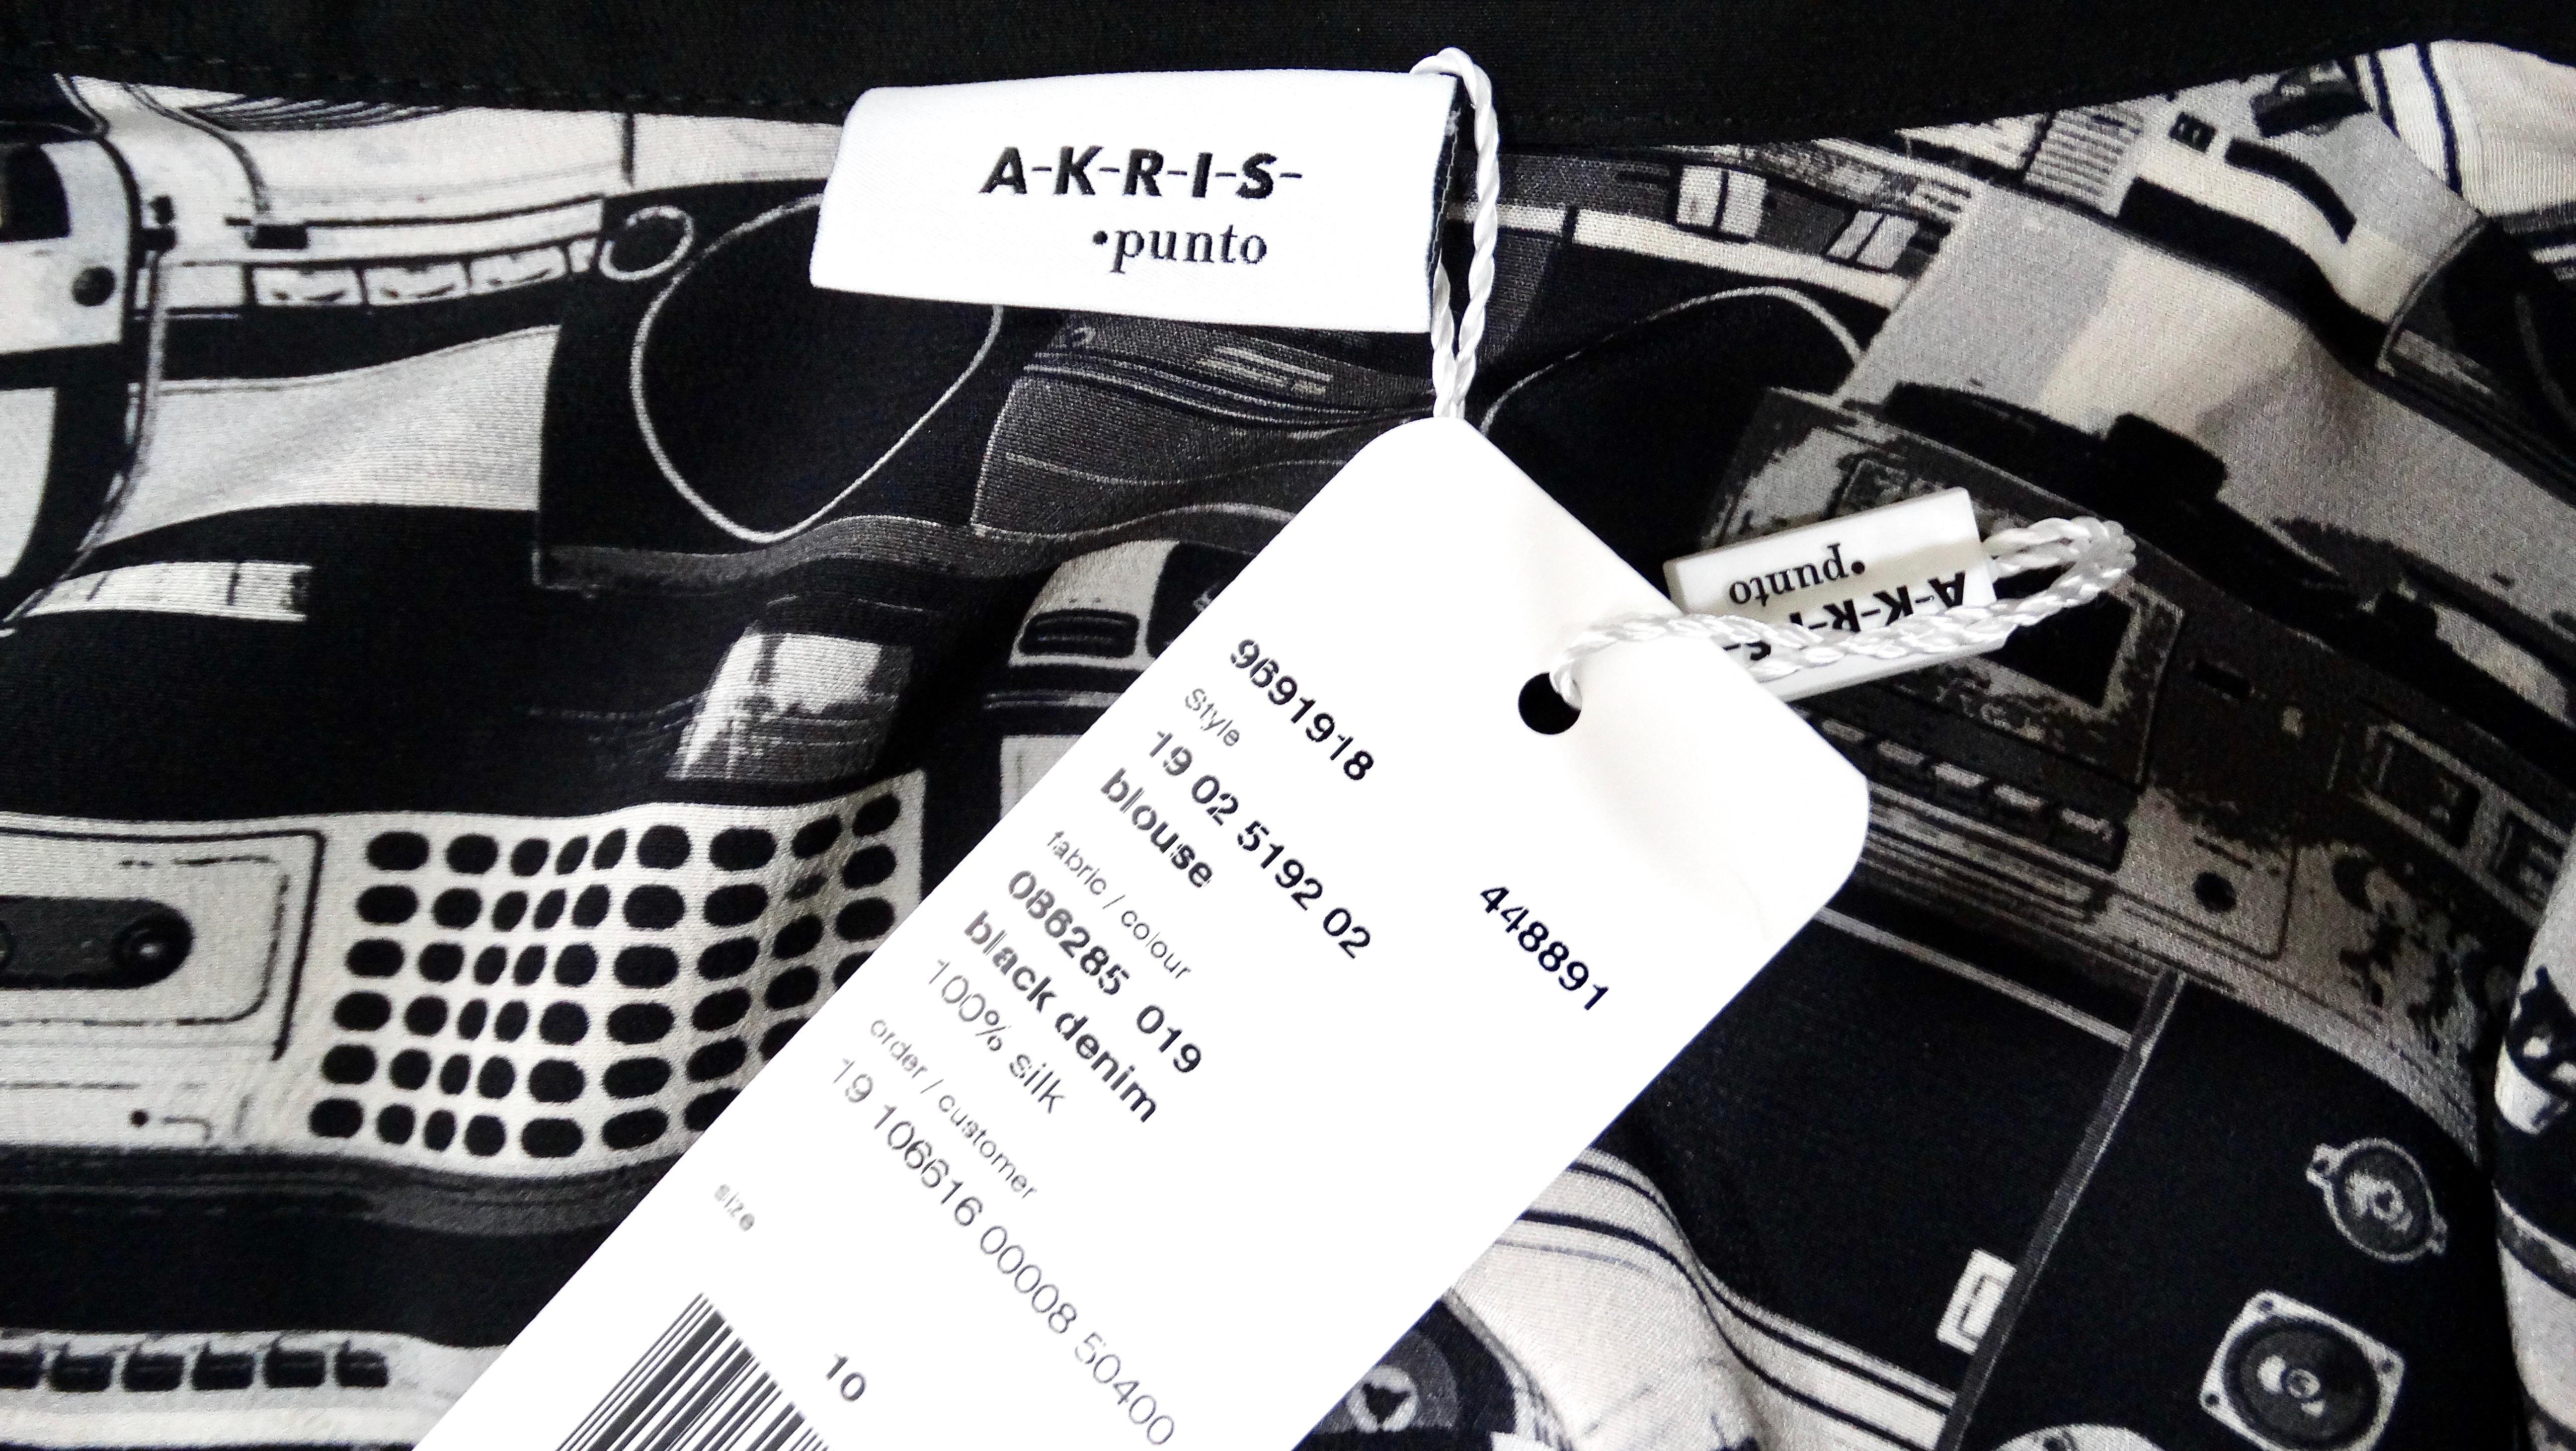 A-K-R-I-S-
•punto
A-K-R-I-S-
•punto
9691918
Style
19 02 5192 02
448891
blouse
fabric / colour
086285 019
black denim
100% silk
order / customer
19 106616 00008 50400
size
10